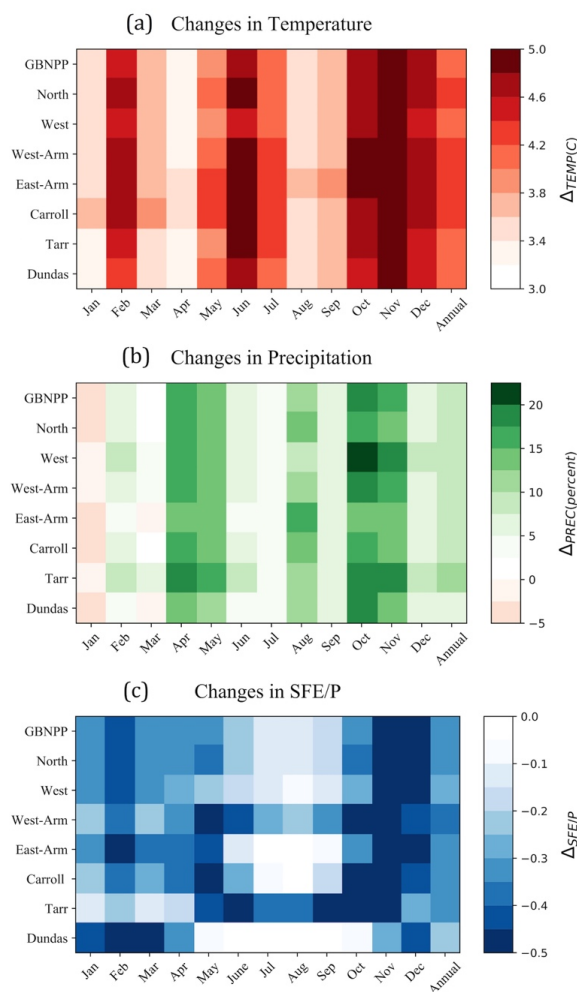 (a) Changes in Temperature
GBNPP
North
West
West-Arm
East-Arm
Carroll
Tarr
Dundas
Jan Feb Mar Apr May Jun Jul Aug Sep Oct Nov Dec Annual
5.0
4.6
4.2
3.8
3.4
3.0
ΔTEMP(C)
(b) Changes in Precipitation
GBNPP
North
West
West-Arm
East-Arm
Carroll
Tarr
Dundas
Jan Feb Mar Apr May Jun Jul Aug Sep Oct Nov Dec Annual
20
15
10
5
0
−5
ΔPREC(percent)
(c) Changes in SFE/P
GBNPP
North
West
West-Arm
East-Arm
Carroll
Tarr
Dundas
Jan Feb Mar Apr May June Jul Aug Sep Oct Nov Dec Annual
0.0
−0.1
−0.2
−0.3
−0.4
−0.5
ΔSFE/P